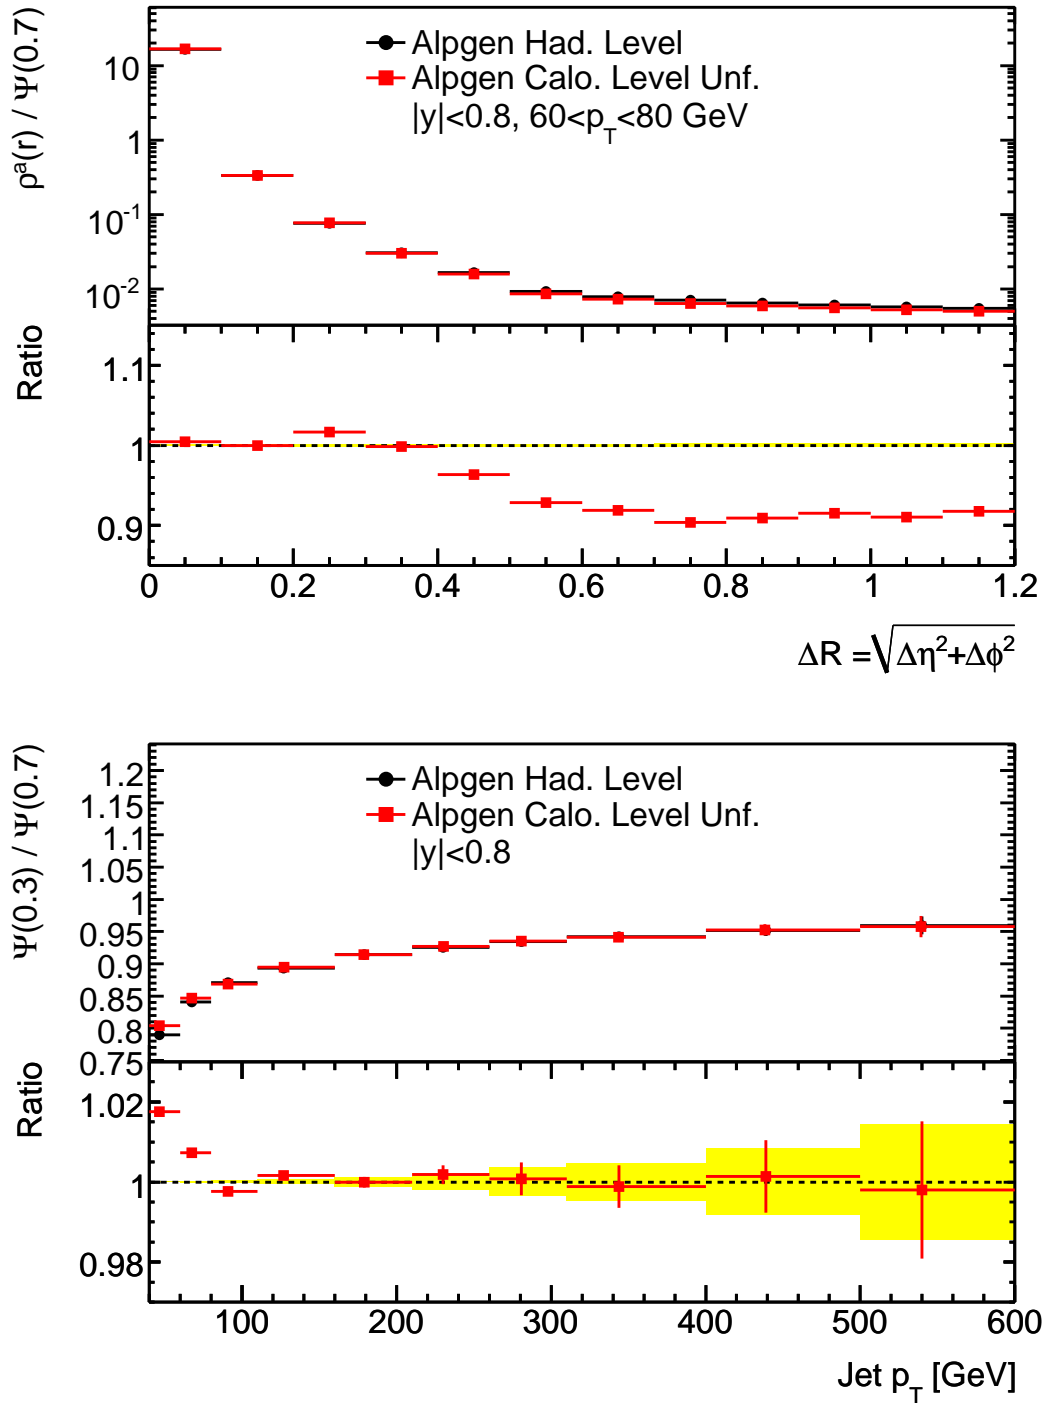 ρᵃ(r) / Ψ(0.7)
10
1
10⁻¹
10⁻²
Alpgen Had. Level
Alpgen Calo. Level Unf.
|y|<0.8, 60<p_T<80 GeV
Ratio
1.1
1
0.9
0 0.2 0.4 0.6 0.8 1 1.2
ΔR = √Δη²+Δϕ²
Ψ(0.3) / Ψ(0.7)
1.2
1.15
1.1
1.05
1
0.95
0.9
0.85
0.8
0.75
Alpgen Had. Level
Alpgen Calo. Level Unf.
|y|<0.8
Ratio
1.02
1
0.98
100 200 300 400 500 600
Jet p_T [GeV]